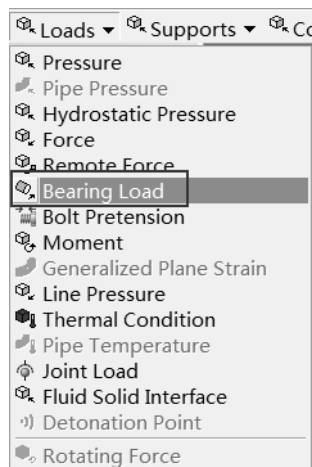 Loads ▼ Supports ▼ Co
Pressure
Pipe Pressure
Hydrostatic Pressure
Force
Remote Force
Bearing Load
Bolt Pretension
Moment
Generalized Plane Strain
Line Pressure
Thermal Condition
Pipe Temperature
Joint Load
Fluid Solid Interface
Detonation Point
Rotating Force